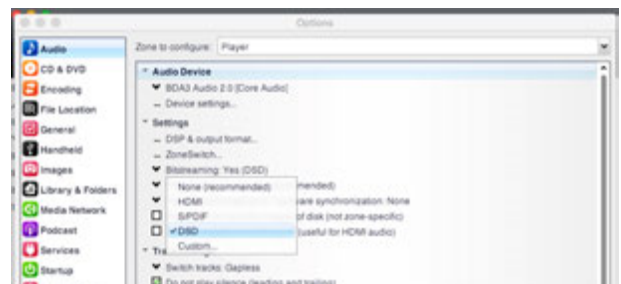 Options
Zone to configure: Player
Audio
CD & DVD
Encoding
File Location
General
Handheld
Images
Library & Folders
Media Network
Podcast
Services
Startup
Audio Device
BDA3 Audio 2.0 [Core Audio]
Device settings...
Settings
DSP & output format...
ZoneSwitch...
Bitstreaming: Yes (DSD)
None (recommended)
HDMI
S/PDIF
✓DSD
Custom...
mended)
are synchronization: None
of disk (not zone-specific)
(useful for HDMI audio)
Switch tracks: Gapless
Do not play silence (leading and trailing)